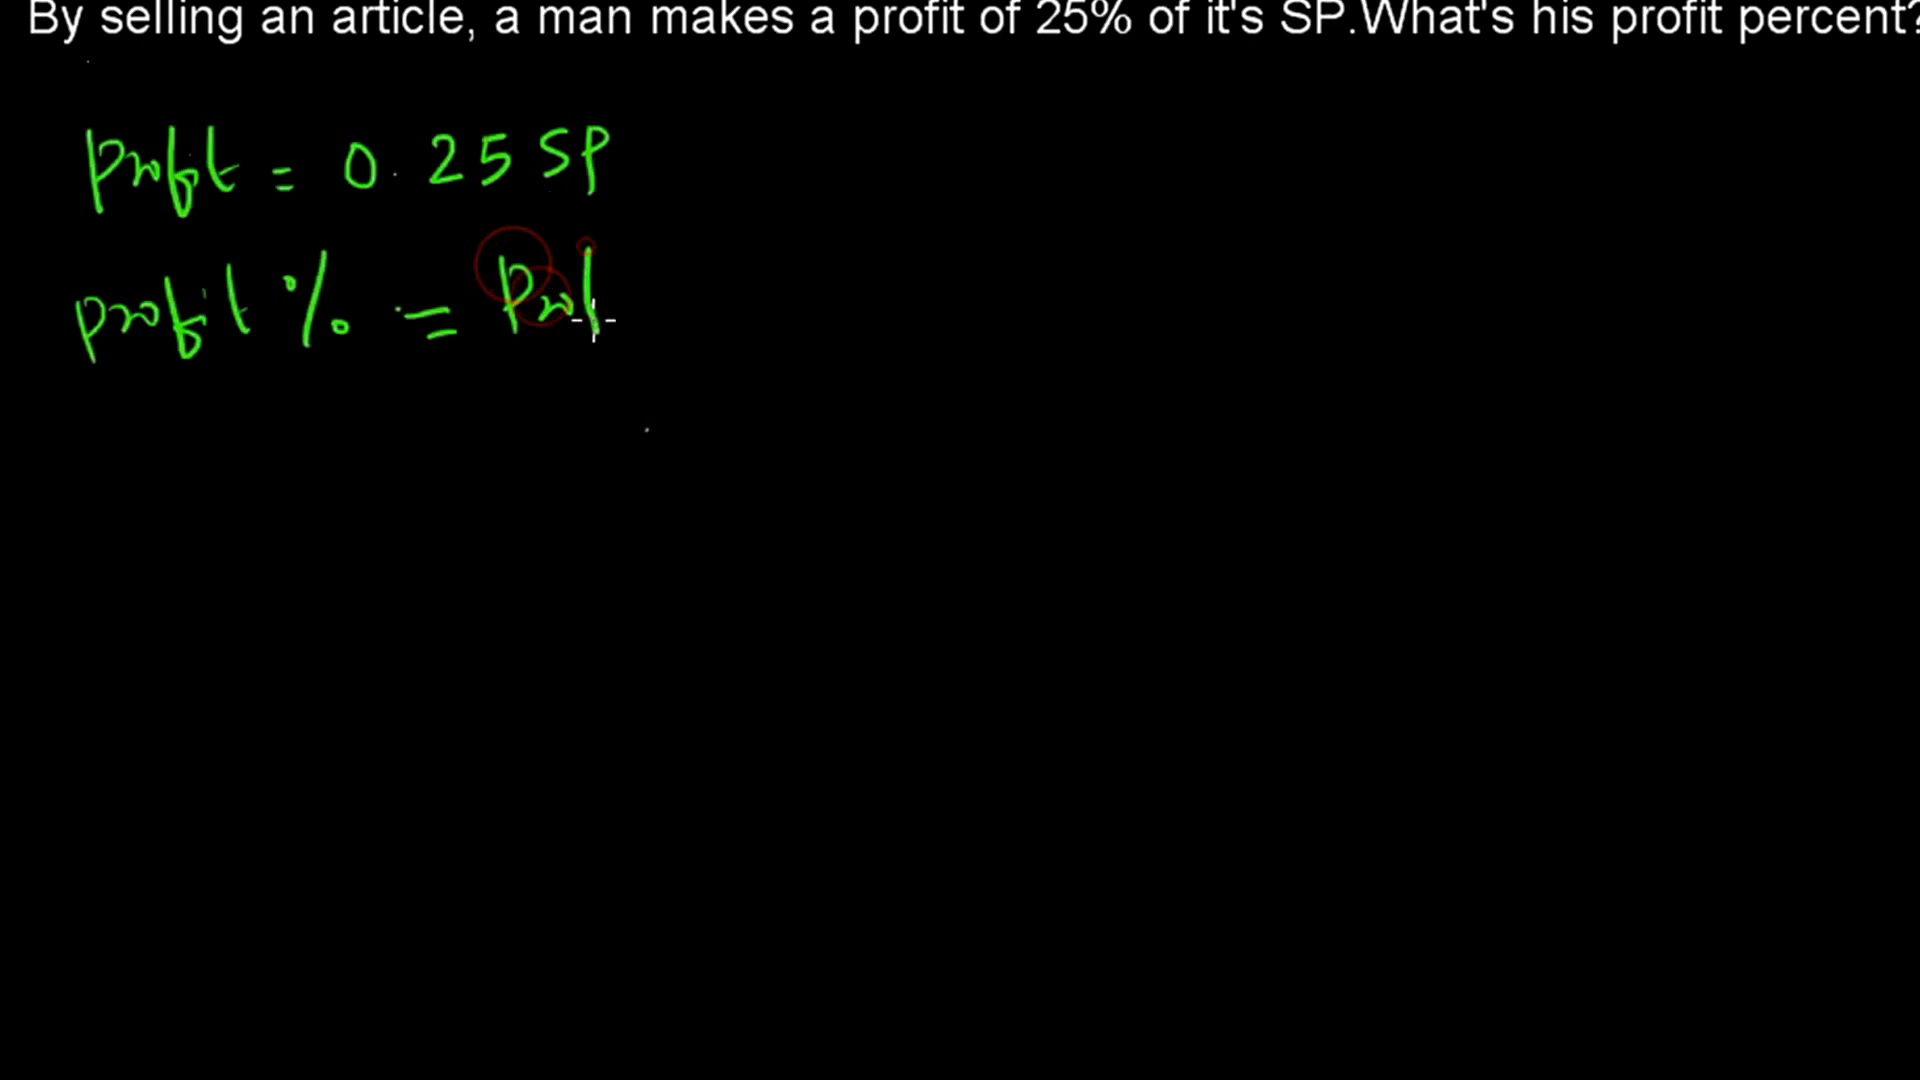 By selling an article, a man makes a profit of 25% of it's SP.What's his profit percent?
Profit = 0.25 SP
profit % = Prof